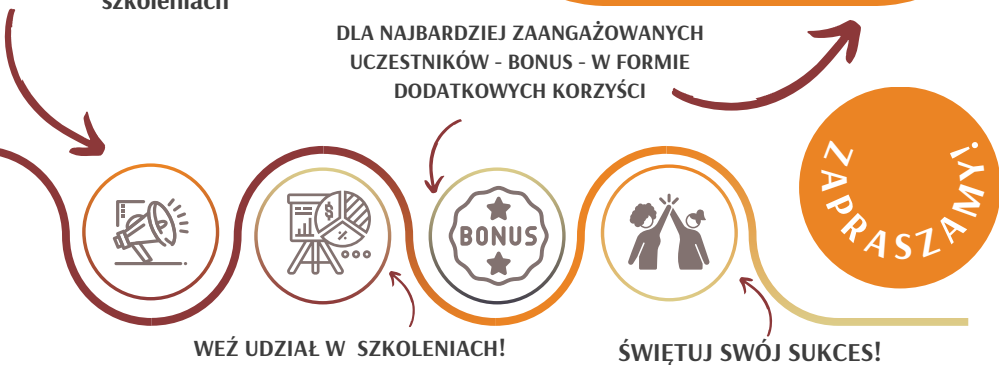 szkoleniach
DLA NAJBARDZIEJ ZAANGAŻOWANYCH
UCZESTNIKÓW - BONUS - W FORMIE
DODATKOWYCH KORZYŚCI
ZAPRASZAMY!
$
%
BONUS
WEŹ UDZIAŁ W SZKOLENIACH!
ŚWIĘTUJ SWÓJ SUKCES!